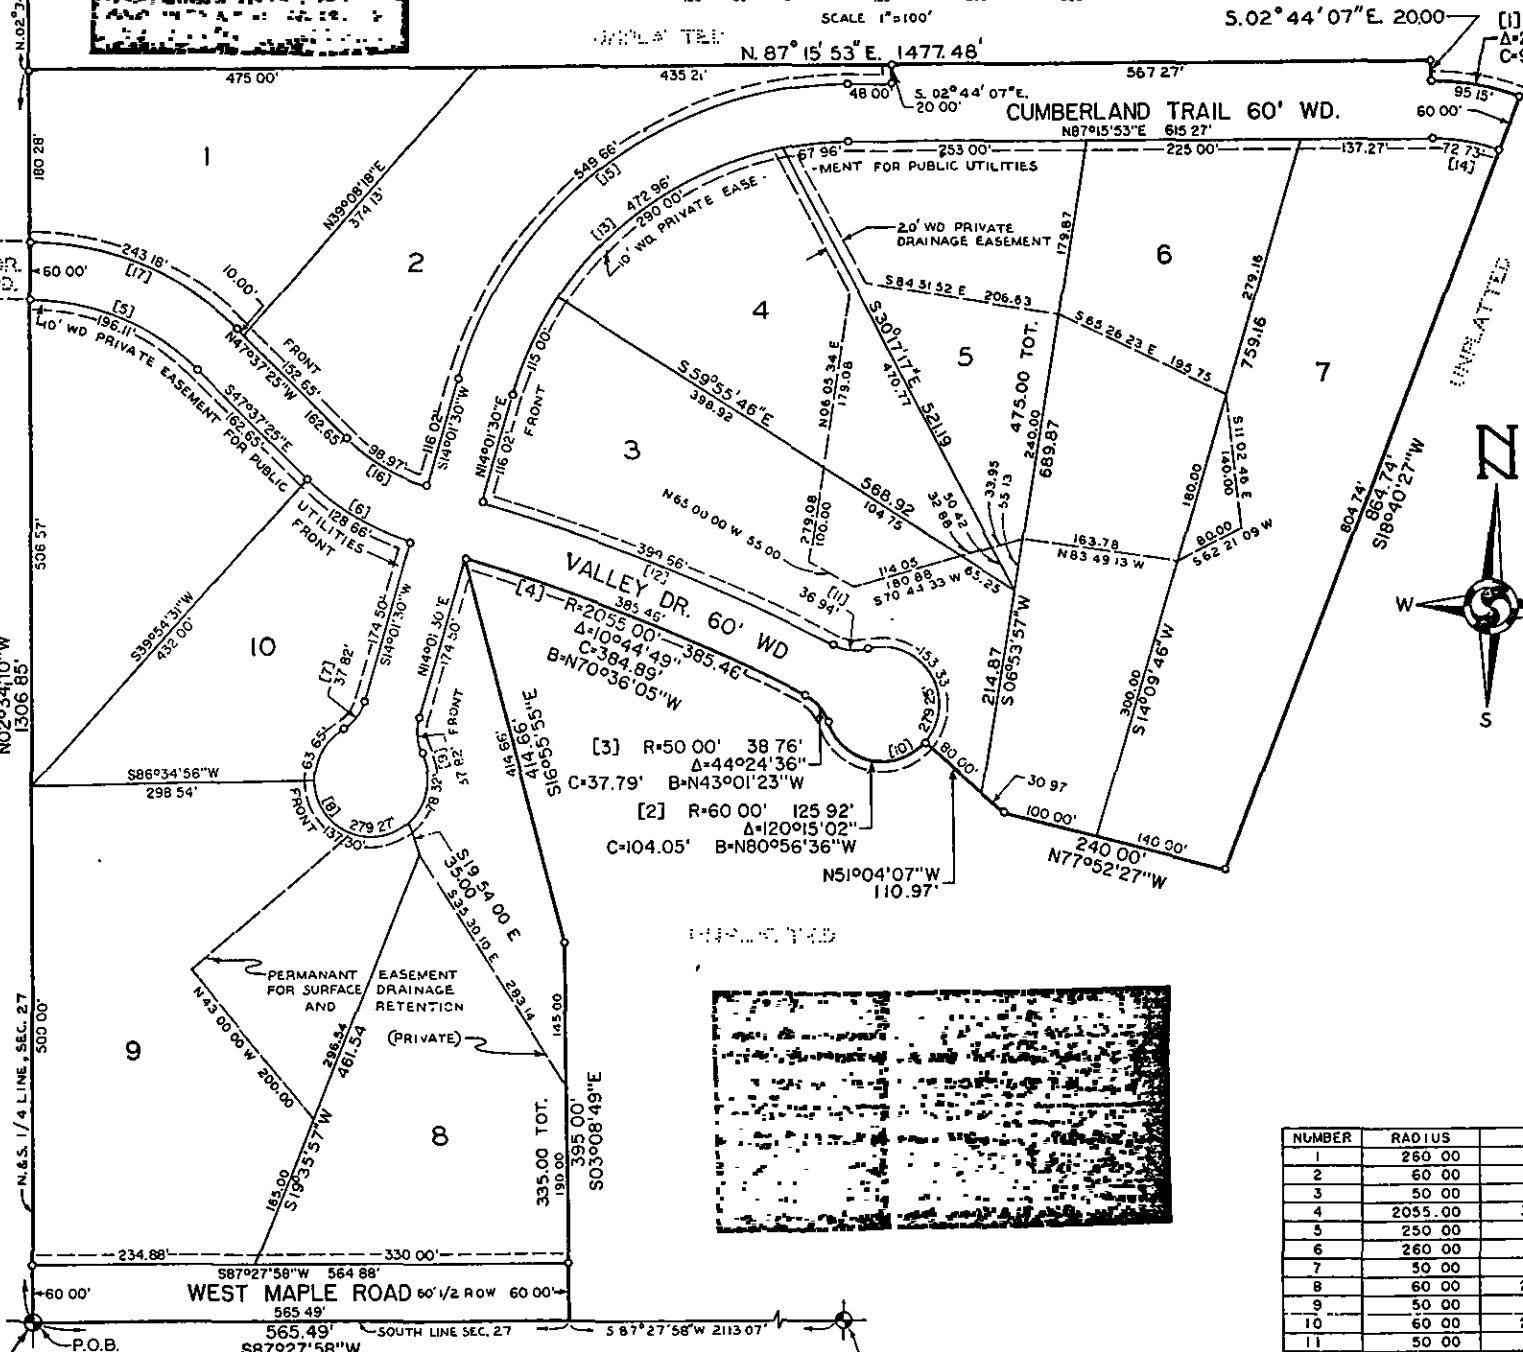 SCALE 1"=100'
S.02°44'07"E. 20.00
[1]
N. 87° 15' 53" E. 1477.48'
475 00'
435 21'
567 27'
95 15'
48 00'
S. 02° 44' 07" E.
20 00'
60 00'
CUMBERLAND TRAIL 60' WD.
N87°15'53"E 615 27'
180 28'
1
549 66'
[15]
67 96'
253 00'
225 00'
137.27'
72 73'
[14]
-MENT FOR PUBLIC UTILITIES
N39°08'18"E
374 13'
[13] 472 96'
290 00'
10' WD. PRIVATE EASE-
20' WD PRIVATE
DRAINAGE EASEMENT
179.87
6
279.16
243.18'
[17]
60 00'
10.00'
2
S 84 31 52 E 206.63
4
5
S 65 26 23 E 195.75
759.16
7
UNPLATTED
[5]
196.11'
10' WD PRIVATE EASEMENT FOR PUBLIC
UTILITIES
FRONT
N47°37'25"W
152 65'
162 65'
115 00'
FRONT
S 59°55'46"E
398.92
N06 05 34 E
179.08
S 30°17'17"E
470.77
521.19
475.00 TOT.
240.00
689.87
S47°37'25"E
162.65'
98.97'
[16]
116 02'
S14°01'30"W
N14°01'30"E
116 02'
3
S11 02 46 E
140.00
180.00
N
804 74'
864.74'
S18°40'27"W
[6]
128 66'
FRONT
N65 00 00 W 55 00
279.08
100.00
568.92
104 75
50 42
32 88
33.95
55 13
163.78
N 83 49 13 W
80.00
S 62 21 09 W
W
S
506 57'
399 66'
[12]
VALLEY DR. 60' WD
[11]
36 94'
114 05
180 88
S 70 44 33 W
65.25
S39°54'31"W
432 00'
10
174 50'
S14°01'30"W
N14°01 30"E
174 50'
[4] R=2055 00'
385 46'
385.46'
Δ=10°44'49"
C=384.89'
B=N70°36'05"W
153.33
279 25'
[10]
214.87
S 06°53'57"W
300.00
S14°09'46"W
N02°34'10"W
1306 85'
[7]
37 82'
63 65'
[9]
37 82'
FRONT
S16°55'55"E
414.66'
414 66'
[3] R=50 00' 38 76'
Δ=44°24'36"
C=37.79' B=N43°01'23"W
[2] R=60 00' 125 92'
Δ=120°15'02"
C=104.05' B=N80°56'36"W
80 00'
30 97
100 00'
140 00'
240 00'
N77°52'27"W
N51°04'07"W
110.97'
S86°34'56"W
298 54'
FRONT
[8]
279 27'
137 30'
78 32'
S19 54 00 E
35.00
S35 30 10 E
283.14
PERMANANT EASEMENT
FOR SURFACE DRAINAGE
AND RETENTION
(PRIVATE)
N 43 00 00 W
200.00
145.00
500 00'
N.&S. 1/4 LINE, SEC. 27
9
296.54
461.54
S19°35'57"W
165.00
8
335.00 TOT.
190 00
395 00'
S03°08'49"E
234.88'
330 00'
S87°27'58"W 564 88'
60 00'
WEST MAPLE ROAD 60' 1/2 ROW 60 00'
565 49'
565.49'
SOUTH LINE SEC. 27
S 87°27'58"W 2113 07'
P.O.B.
S87°27'58"W
NUMBER RADIUS
1 260 00
2 60 00
3 50 00
4 2055.00
5 250 00
6 260 00
7 50 00
8 60 00
9 50 00
10 60 00
11 50 00